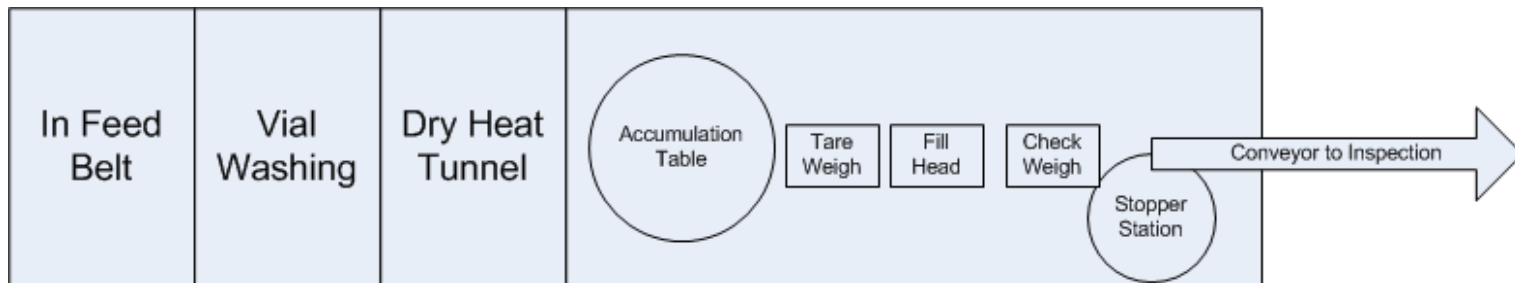 In Feed
Belt
Vial
Washing
Dry Heat
Tunnel
Accumulation
Table
Tare
Weigh
Fill
Head
Check
Weigh
Stopper
Station
Conveyor to Inspection